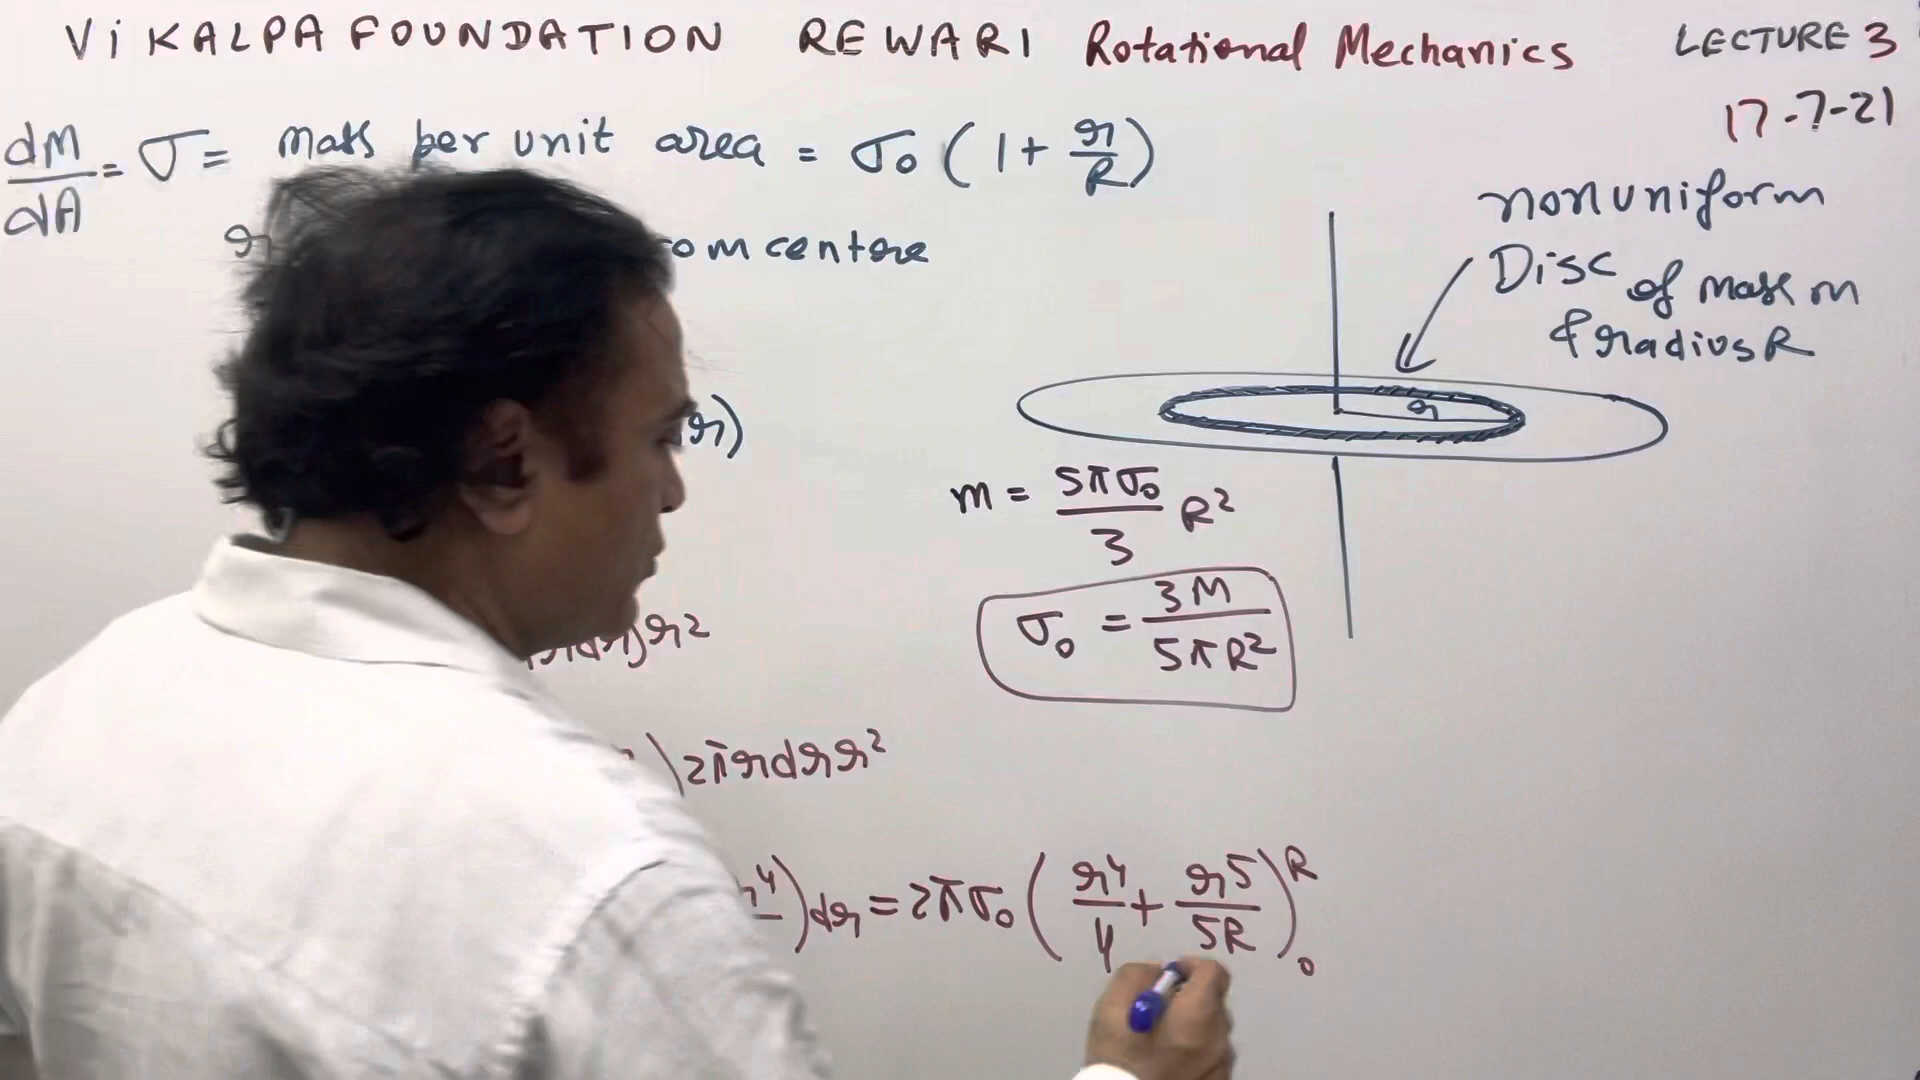 ViKALPA FOUNDATION REWARI Rotational Mechanics LECTURE 3
17-7-21
dM/dA = σ = mass per unit area = σ₀ (1 + r/R)
r
om centre
nonuniform
Disc of mass m
& radius R
r
r)
m = 5πσ₀/3 R²
σ₀ = 3M/5πR²
r²
) 2πrdr r²
r⁴) dr = 2πσ₀ (r⁴/4 + r⁵/5R)₀ᴿ